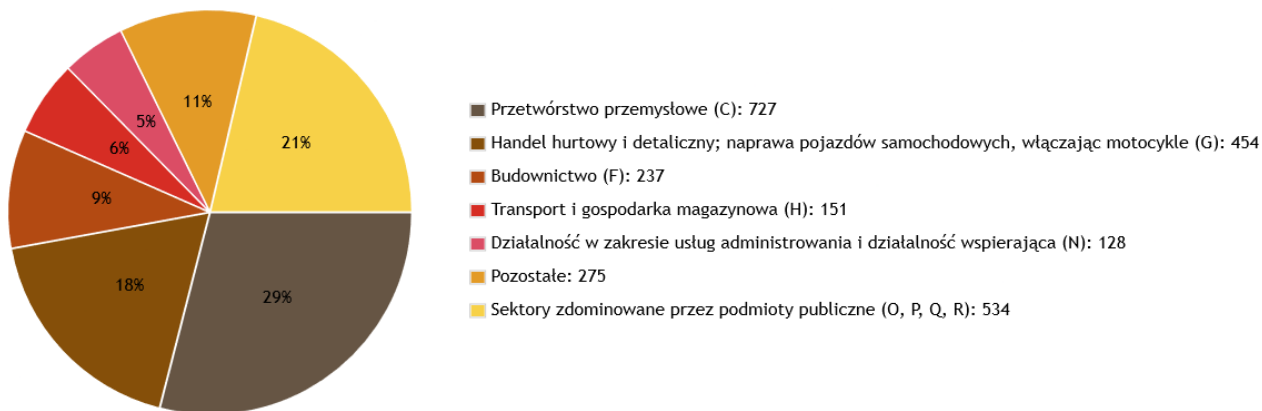 11%
5%
21%
6%
9%
18%
29%
Przetwórstwo przemysłowe (C): 727
Handel hurtowy i detaliczny; naprawa pojazdów samochodowych, włączając motocykle (G): 454
Budownictwo (F): 237
Transport i gospodarka magazynowa (H): 151
Działalność w zakresie usług administrowania i działalność wspierająca (N): 128
Pozostałe: 275
Sektory zdominowane przez podmioty publiczne (O, P, Q, R): 534